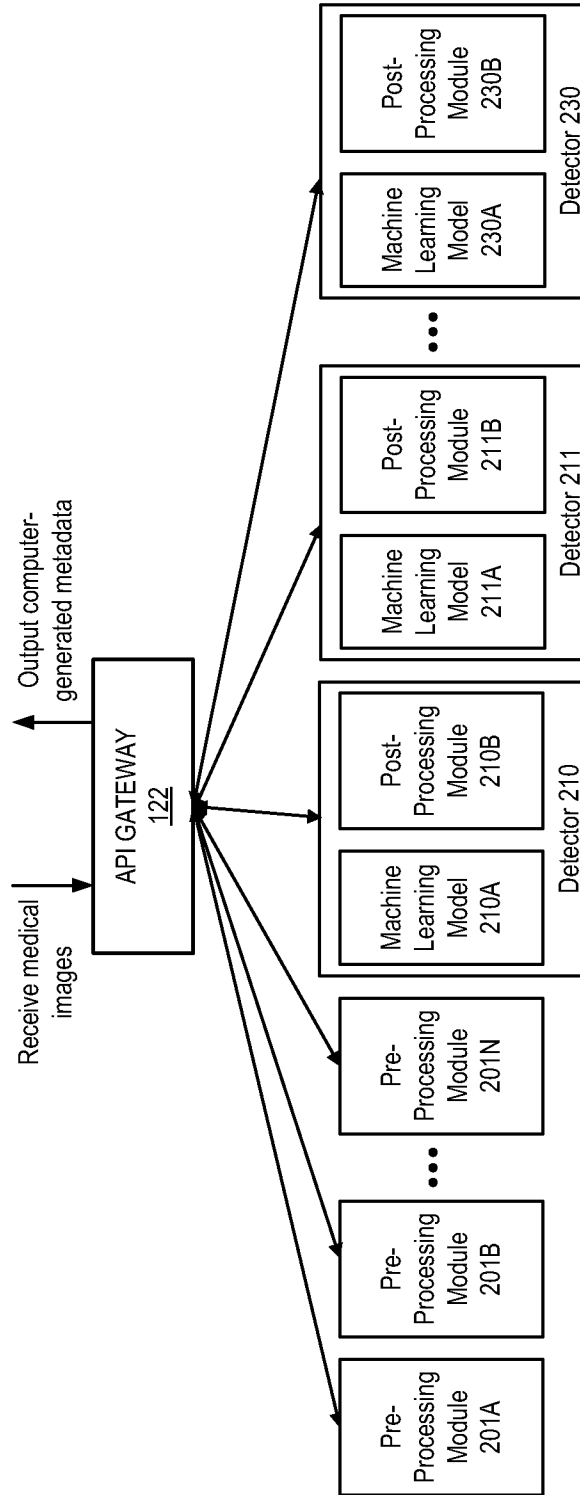 Receive medical
images
Output computer-
generated metadata
API GATEWAY
122
Pre-
Processing
Module
201A
Pre-
Processing
Module
201B
•••
Pre-
Processing
Module
201N
Machine
Learning
Model
210A
Post-
Processing
Module
210B
Detector 210
Machine
Learning
Model
211A
Post-
Processing
Module
211B
Detector 211
•••
Machine
Learning
Model
230A
Post-
Processing
Module
230B
Detector 230